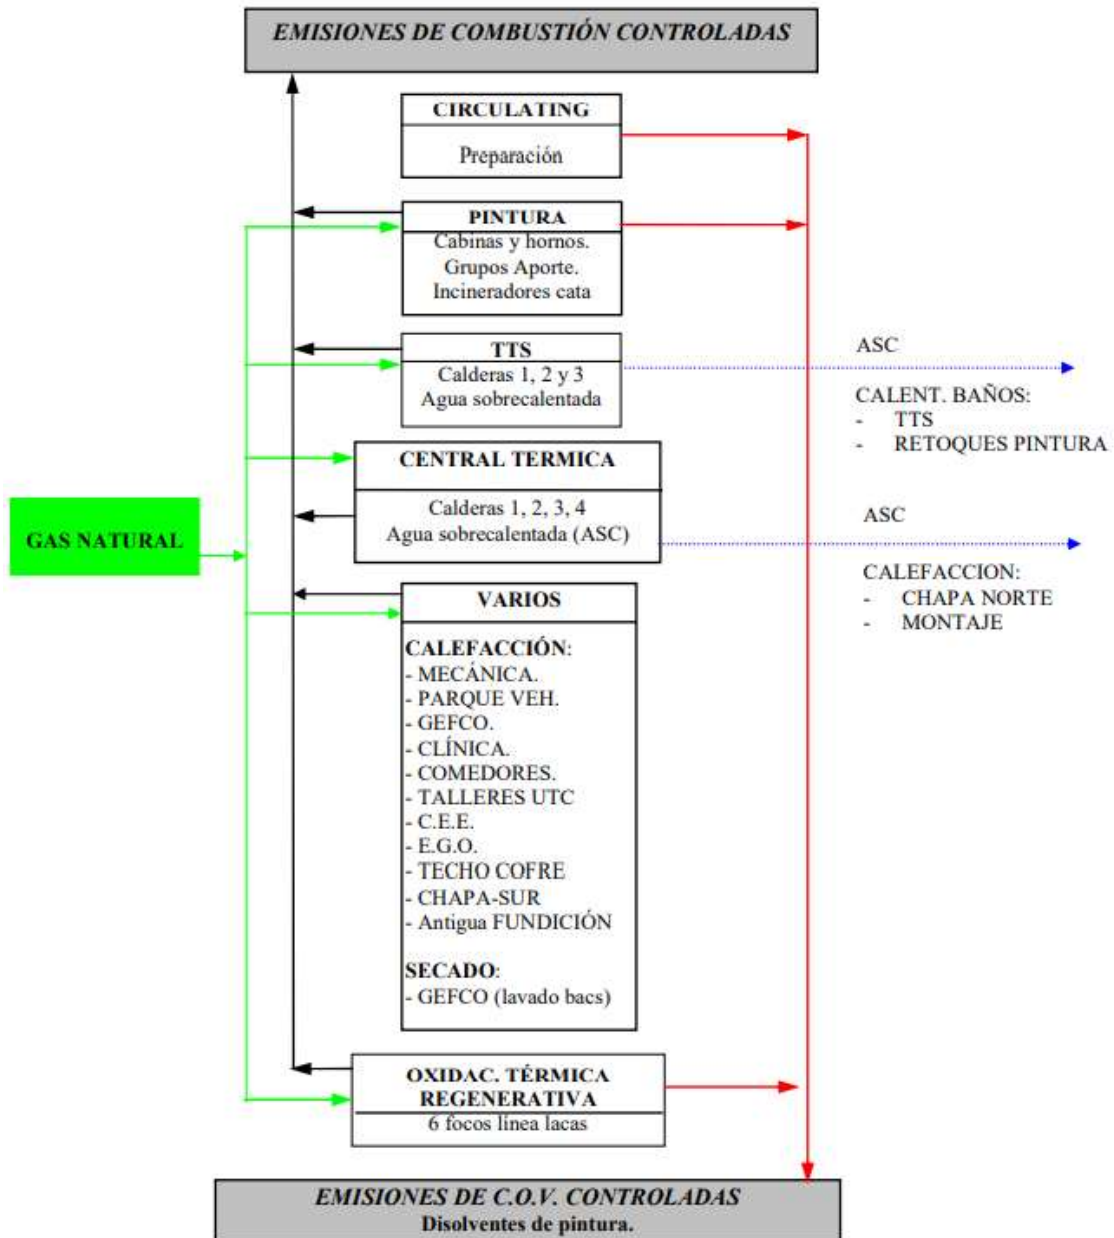 EMISIONES DE COMBUSTIÓN CONTROLADAS
CIRCULATING
Preparación
PINTURA
Cabinas y hornos.
Grupos Aporte.
Incineradores cata
TTS
Calderas 1, 2 y 3
Agua sobrecalentada
ASC
CALENT. BAÑOS:
- TTS
- RETOQUES PINTURA
CENTRAL TERMICA
Calderas 1, 2, 3, 4
Agua sobrecalentada (ASC)
ASC
CALEFACCION:
- CHAPA NORTE
- MONTAJE
GAS NATURAL
VARIOS
CALEFACCIÓN:
- MECÁNICA.
- PARQUE VEH.
- GEFCO.
- CLÍNICA.
- COMEDORES.
- TALLERES UTC
- C.E.E.
- E.G.O.
- TECHO COFRE
- CHAPA-SUR
- Antigua FUNDICIÓN
SECADO:
- GEFCO (lavado bacs)
OXIDAC. TÉRMICA
REGENERATIVA
6 focos línea lacas
EMISIONES DE C.O.V. CONTROLADAS
Disolventes de pintura.